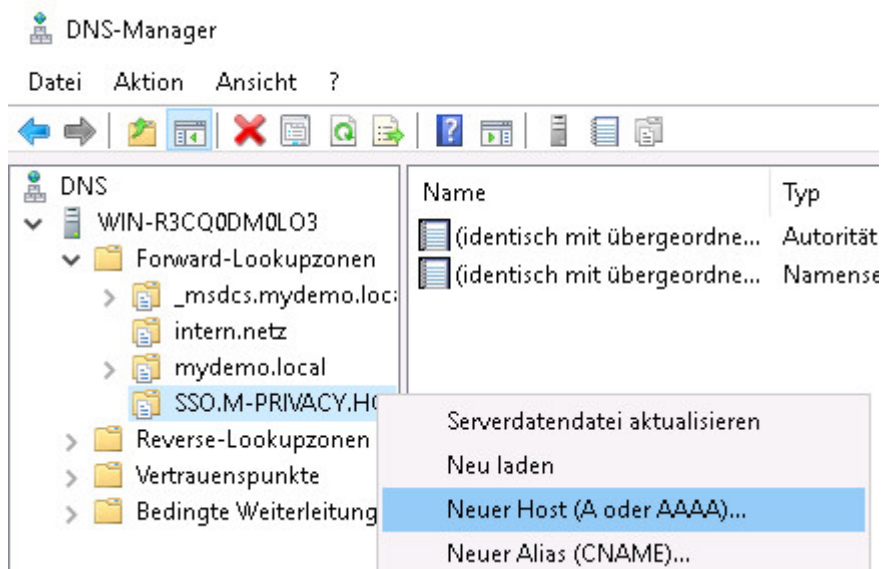 DNS-Manager
Datei Aktion Ansicht ?
DNS
WIN-R3CQ0DM0LO3
Forward-Lookupzonen
_msdcs.mydemo.loc
intern.netz
mydemo.local
SSO.M-PRIVACY.HO
Reverse-Lookupzonen
Vertrauenspunkte
Bedingte Weiterleitung
Name Typ
(identisch mit übergeordne... Autorität
(identisch mit übergeordne... Namense
Serverdatendatei aktualisieren
Neu laden
Neuer Host (A oder AAAA)...
Neuer Alias (CNAME)...